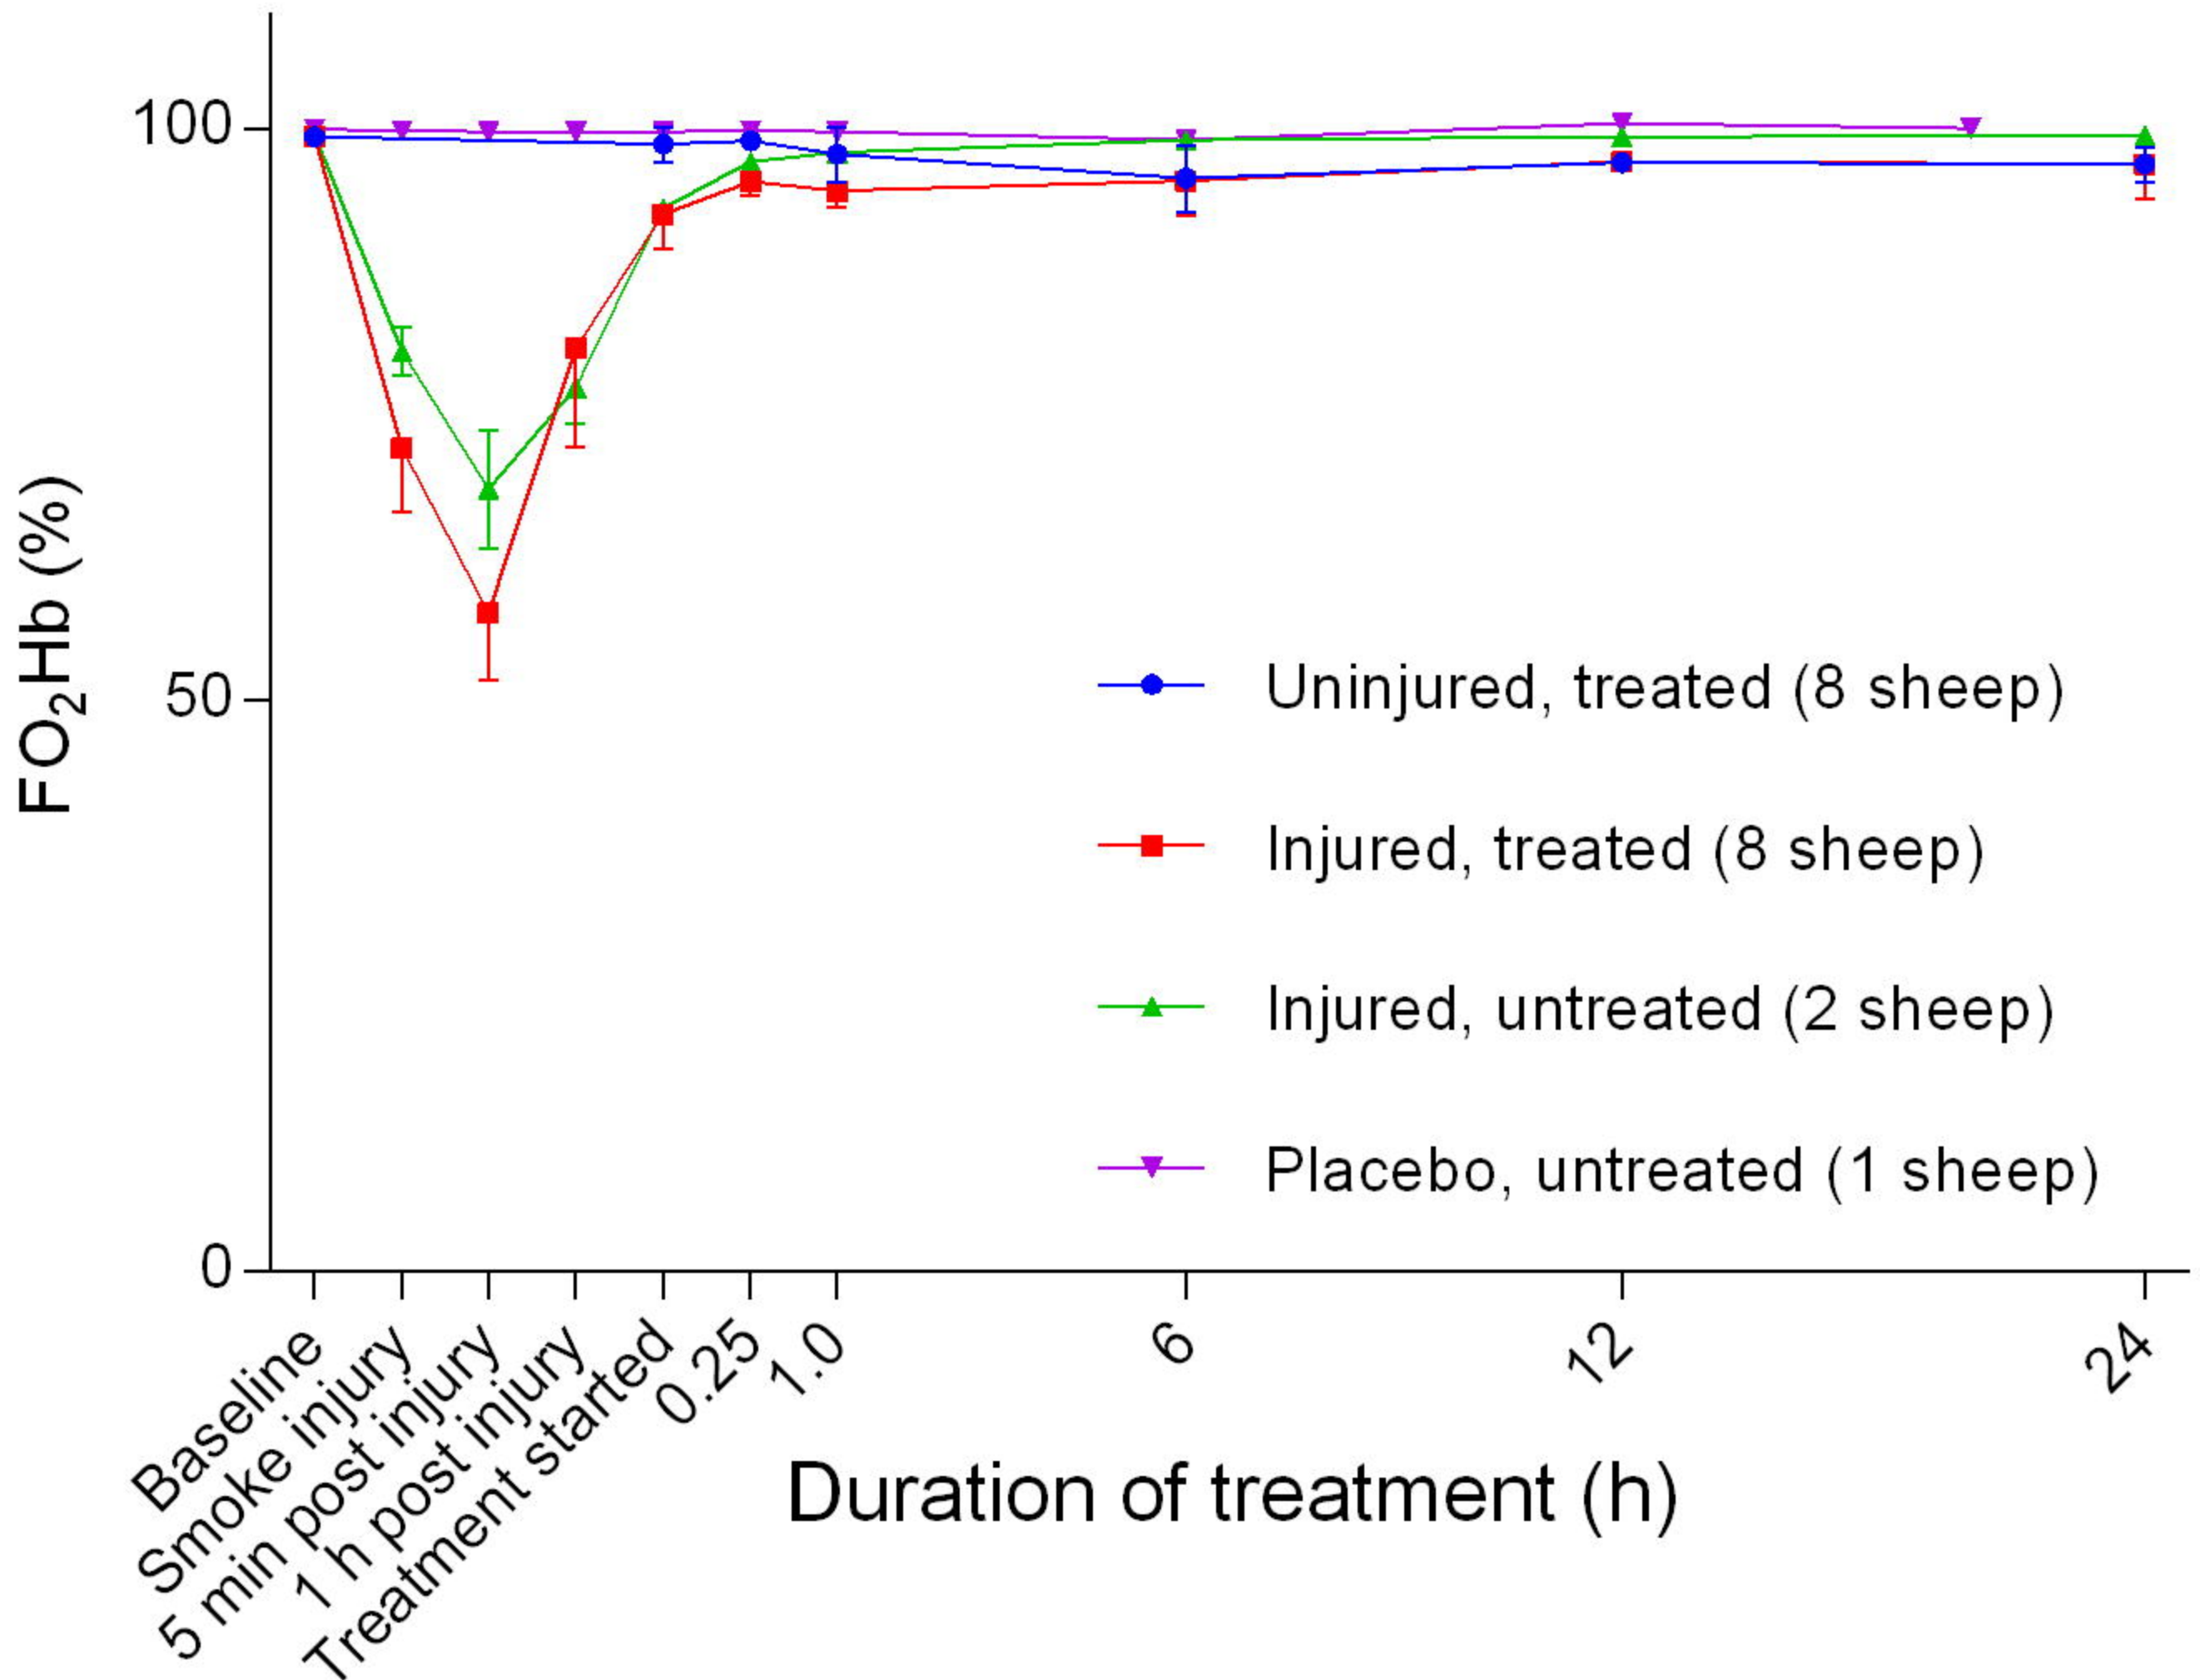 FO₂Hb (%)
100
50
0
Uninjured, treated (8 sheep)
Injured, treated (8 sheep)
Injured, untreated (2 sheep)
Placebo, untreated (1 sheep)
Baseline
Smoke injury
5 min post injury
1 h post injury
Treatment started
0.25
1.0
6
12
24
Duration of treatment (h)